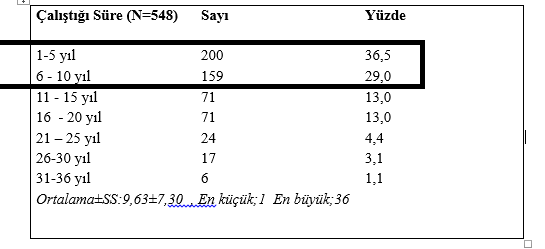 Çalıştığı Süre (N=548) Sayı Yüzde
1-5 yıl 200 36,5
6 - 10 yıl 159 29,0
11 - 15 yıl 71 13,0
16 - 20 yıl 71 13,0
21 – 25 yıl 24 4,4
26-30 yıl 17 3,1
31-36 yıl 6 1,1
Ortalama±SS:9,63±7,30 , En küçük;1 En büyük;36